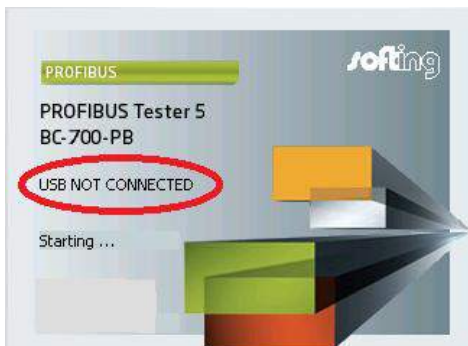 softing
PROFIBUS
PROFIBUS Tester 5
BC-700-PB
USB NOT CONNECTED
Starting ...